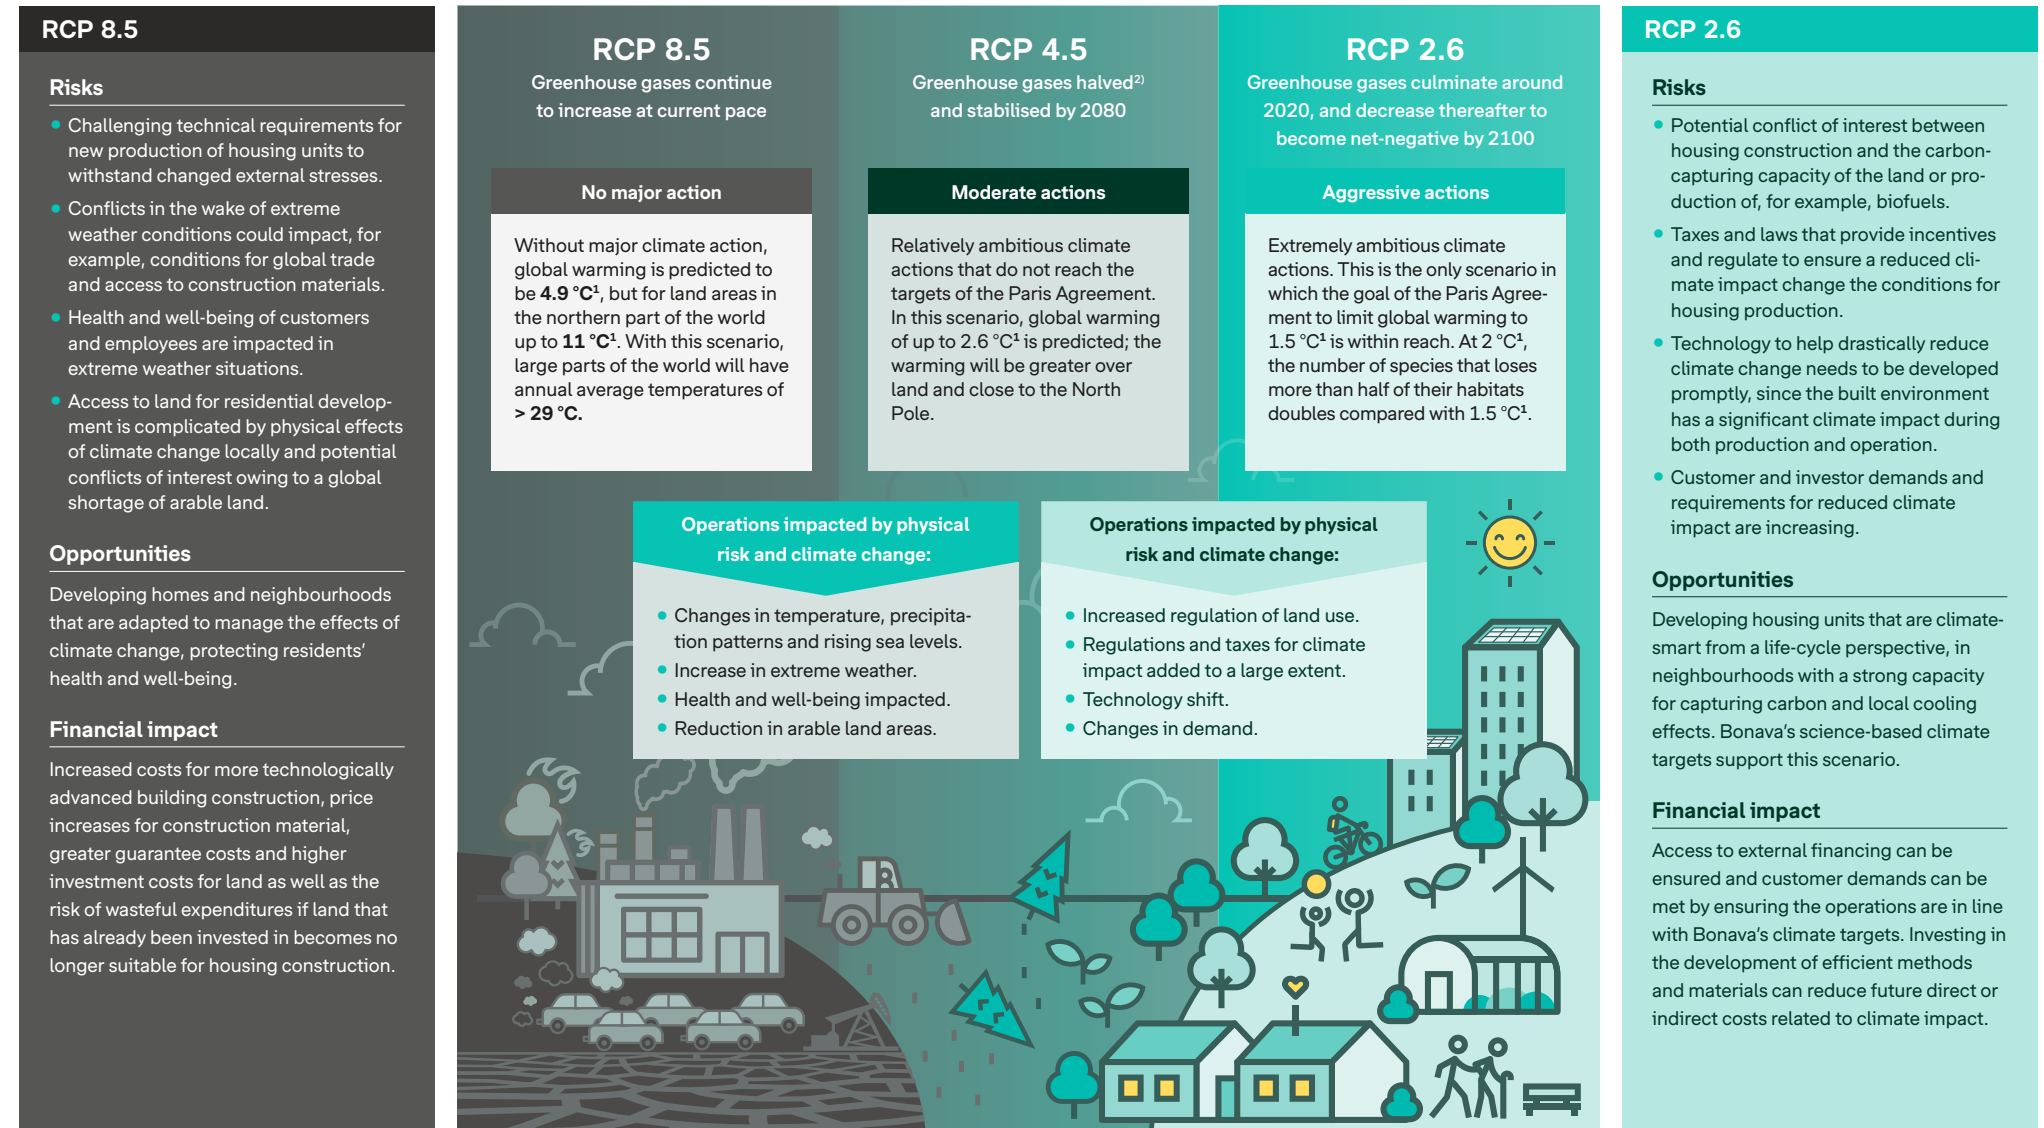 RCP 8.5
Risks
• Challenging technical requirements for
new production of housing units to
withstand changed external stresses.
• Conflicts in the wake of extreme
weather conditions could impact, for
example, conditions for global trade
and access to construction materials.
• Health and well-being of customers
and employees are impacted in
extreme weather situations.
• Access to land for residential develop-
ment is complicated by physical effects
of climate change locally and potential
conflicts of interest owing to a global
shortage of arable land.
Opportunities
Developing homes and neighbourhoods
that are adapted to manage the effects of
climate change, protecting residents’
health and well-being.
Financial impact
Increased costs for more technologically
advanced building construction, price
increases for construction material,
greater guarantee costs and higher
investment costs for land as well as the
risk of wasteful expenditures if land that
has already been invested in becomes no
longer suitable for housing construction.
RCP 8.5
Greenhouse gases continue
to increase at current pace
No major action
Without major climate action,
global warming is predicted to
be 4.9 °C¹, but for land areas in
the northern part of the world
up to 11 °C¹. With this scenario,
large parts of the world will have
annual average temperatures of
> 29 °C.
RCP 4.5
Greenhouse gases halved²⁾
and stabilised by 2080
Moderate actions
Relatively ambitious climate
actions that do not reach the
targets of the Paris Agreement.
In this scenario, global warming
of up to 2.6 °C¹ is predicted; the
warming will be greater over
land and close to the North
Pole.
RCP 2.6
Greenhouse gases culminate around
2020, and decrease thereafter to
become net-negative by 2100
Aggressive actions
Extremely ambitious climate
actions. This is the only scenario in
which the goal of the Paris Agree-
ment to limit global warming to
1.5 °C¹ is within reach. At 2 °C¹,
the number of species that loses
more than half of their habitats
doubles compared with 1.5 °C¹.
Operations impacted by physical
risk and climate change:
• Changes in temperature, precipita-
tion patterns and rising sea levels.
• Increase in extreme weather.
• Health and well-being impacted.
• Reduction in arable land areas.
Operations impacted by physical
risk and climate change:
• Increased regulation of land use.
• Regulations and taxes for climate
impact added to a large extent.
• Technology shift.
• Changes in demand.
RCP 2.6
Risks
• Potential conflict of interest between
housing construction and the carbon-
capturing capacity of the land or pro-
duction of, for example, biofuels.
• Taxes and laws that provide incentives
and regulate to ensure a reduced cli-
mate impact change the conditions for
housing production.
• Technology to help drastically reduce
climate change needs to be developed
promptly, since the built environment
has a significant climate impact during
both production and operation.
• Customer and investor demands and
requirements for reduced climate
impact are increasing.
Opportunities
Developing housing units that are climate-
smart from a life-cycle perspective, in
neighbourhoods with a strong capacity
for capturing carbon and local cooling
effects. Bonava’s science-based climate
targets support this scenario.
Financial impact
Access to external financing can be
ensured and customer demands can be
met by ensuring the operations are in line
with Bonava’s climate targets. Investing in
the development of efficient methods
and materials can reduce future direct or
indirect costs related to climate impact.